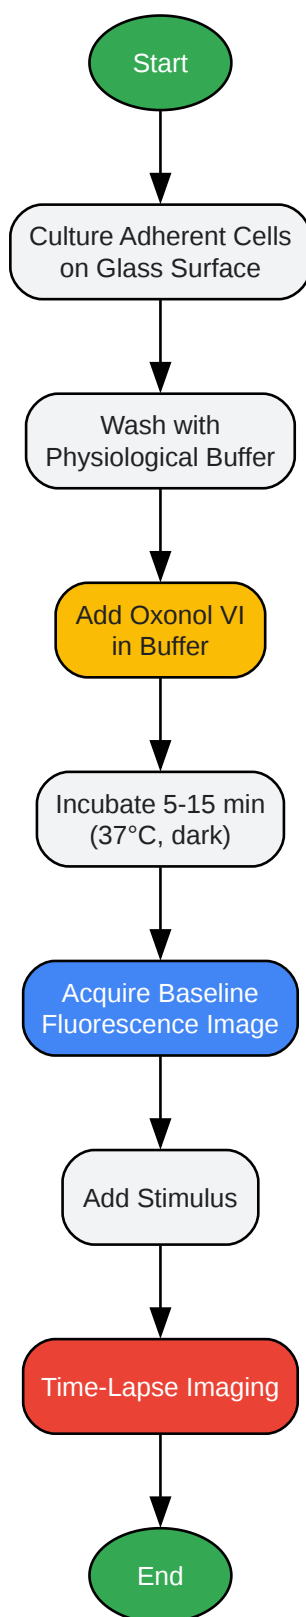 Start
Culture Adherent Cells
on Glass Surface
Wash with
Physiological Buffer
Add Oxonol VI
in Buffer
Incubate 5-15 min
(37°C, dark)
Acquire Baseline
Fluorescence Image
Add Stimulus
Time-Lapse Imaging
End